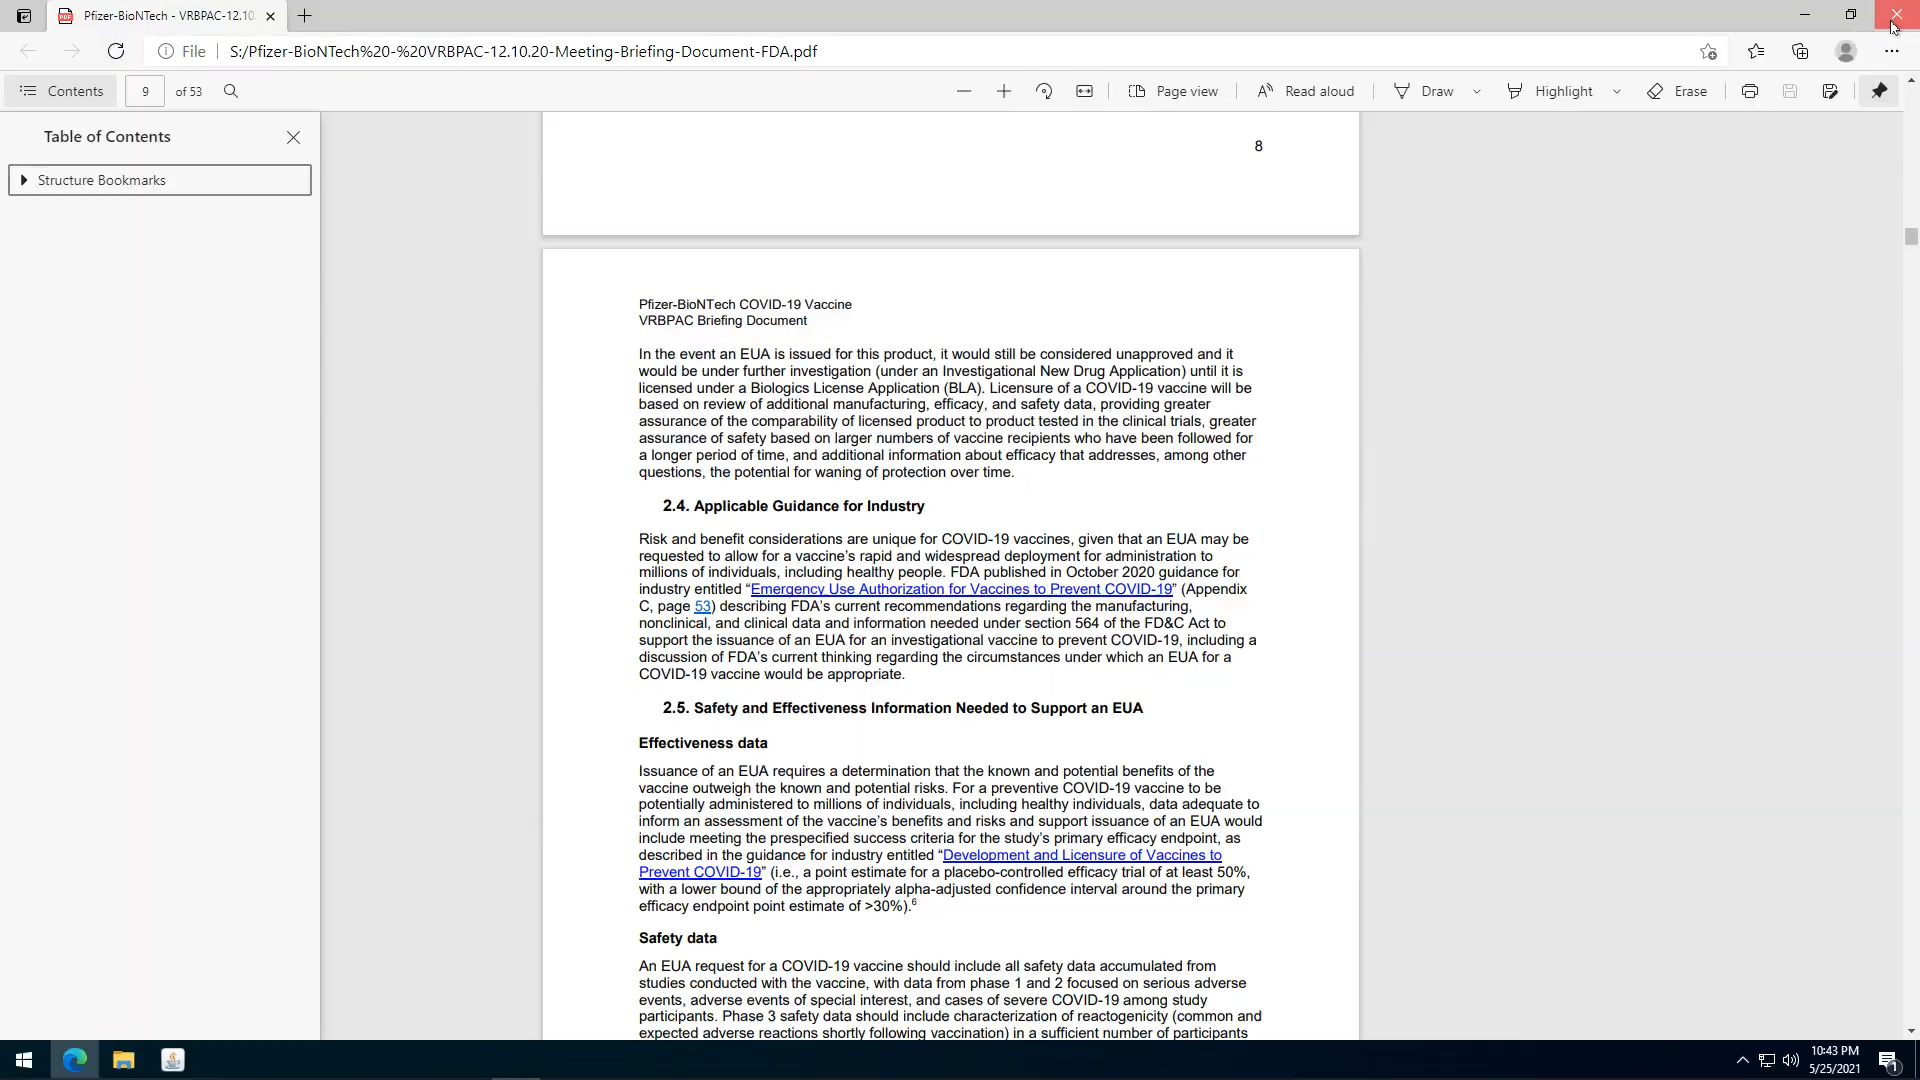 Pfizer-BioNTech - VRBPAC-12.10.
File
S:/Pfizer-BioNTech%20-%20VRBPAC-12.10.20-Meeting-Briefing-Document-FDA.pdf
Contents
9
of 53
Page view
Read aloud
Draw
Highlight
Erase
Table of Contents
Structure Bookmarks
8
Pfizer-BioNTech COVID-19 Vaccine
VRBPAC Briefing Document
In the event an EUA is issued for this product, it would still be considered unapproved and it
would be under further investigation (under an Investigational New Drug Application) until it is
licensed under a Biologics License Application (BLA). Licensure of a COVID-19 vaccine will be
based on review of additional manufacturing, efficacy, and safety data, providing greater
assurance of the comparability of licensed product to product tested in the clinical trials, greater
assurance of safety based on larger numbers of vaccine recipients who have been followed for
a longer period of time, and additional information about efficacy that addresses, among other
questions, the potential for waning of protection over time.
2.4. Applicable Guidance for Industry
Risk and benefit considerations are unique for COVID-19 vaccines, given that an EUA may be
requested to allow for a vaccine’s rapid and widespread deployment for administration to
millions of individuals, including healthy people. FDA published in October 2020 guidance for
industry entitled “Emergency Use Authorization for Vaccines to Prevent COVID-19” (Appendix
C, page 53) describing FDA’s current recommendations regarding the manufacturing,
nonclinical, and clinical data and information needed under section 564 of the FD&C Act to
support the issuance of an EUA for an investigational vaccine to prevent COVID-19, including a
discussion of FDA’s current thinking regarding the circumstances under which an EUA for a
COVID-19 vaccine would be appropriate.
2.5. Safety and Effectiveness Information Needed to Support an EUA
Effectiveness data
Issuance of an EUA requires a determination that the known and potential benefits of the
vaccine outweigh the known and potential risks. For a preventive COVID-19 vaccine to be
potentially administered to millions of individuals, including healthy individuals, data adequate to
inform an assessment of the vaccine’s benefits and risks and support issuance of an EUA would
include meeting the prespecified success criteria for the study’s primary efficacy endpoint, as
described in the guidance for industry entitled “Development and Licensure of Vaccines to
Prevent COVID-19” (i.e., a point estimate for a placebo-controlled efficacy trial of at least 50%,
with a lower bound of the appropriately alpha-adjusted confidence interval around the primary
efficacy endpoint point estimate of >30%).6
Safety data
An EUA request for a COVID-19 vaccine should include all safety data accumulated from
studies conducted with the vaccine, with data from phase 1 and 2 focused on serious adverse
events, adverse events of special interest, and cases of severe COVID-19 among study
participants. Phase 3 safety data should include characterization of reactogenicity (common and
expected adverse reactions shortly following vaccination) in a sufficient number of participants
10:43 PM
5/25/2021
1